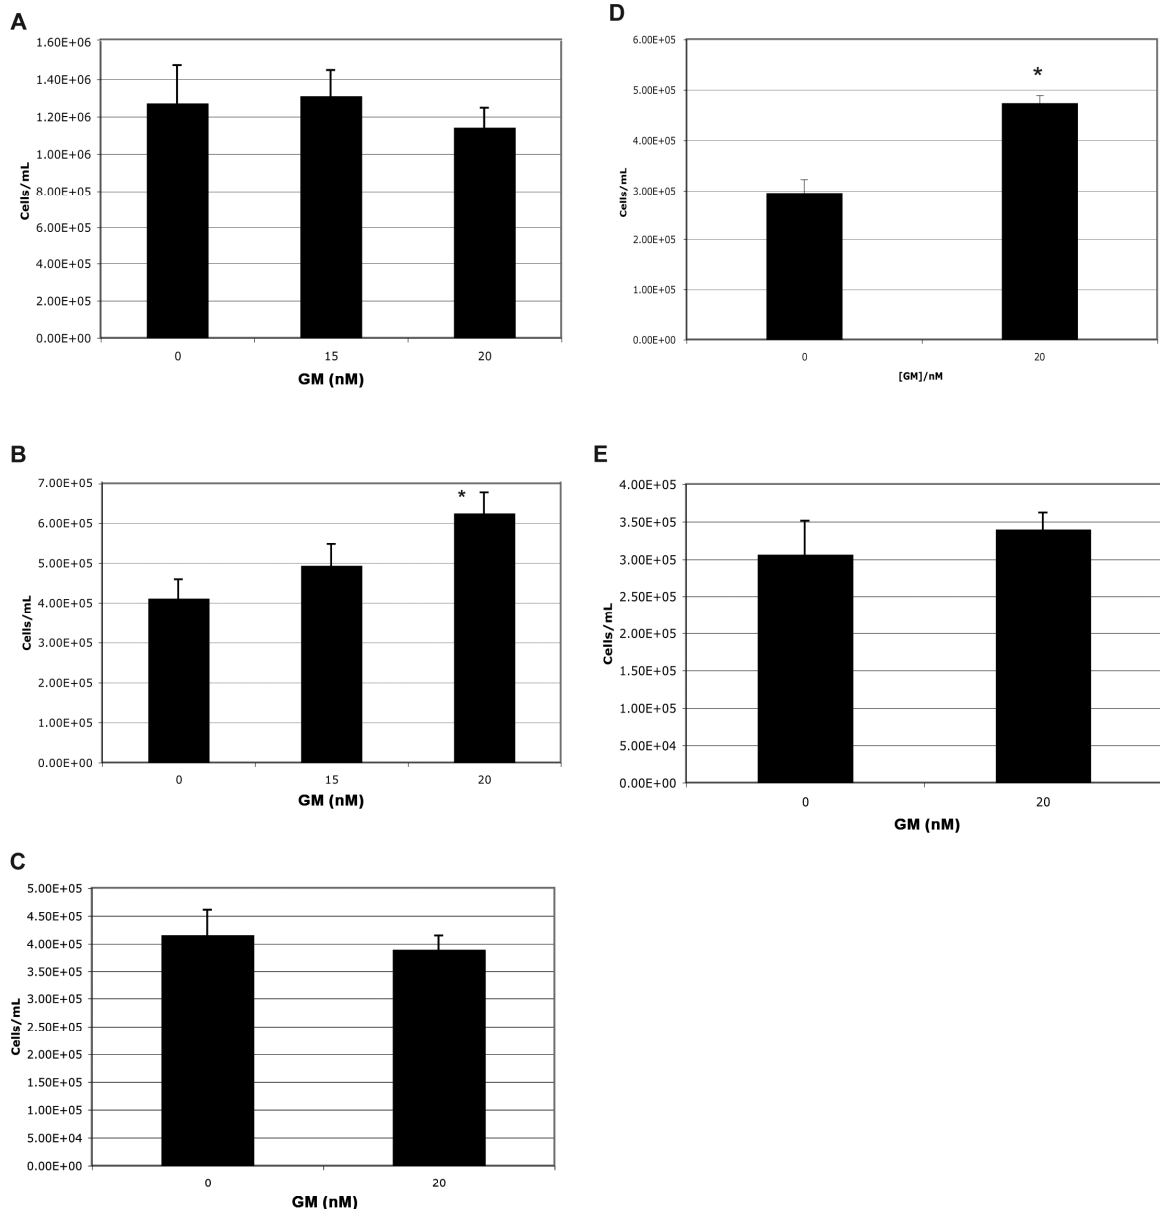 A
1.60E+06
1.40E+06
1.20E+06
1.00E+06
8.00E+05
6.00E+05
4.00E+05
2.00E+05
0.00E+00
Cells/mL
0 15 20
GM (nM)
B
7.00E+05
6.00E+05
5.00E+05
4.00E+05
3.00E+05
2.00E+05
1.00E+05
0.00E+00
Cells/mL
*
0 15 20
GM (nM)
C
5.00E+05
4.50E+05
4.00E+05
3.50E+05
3.00E+05
2.50E+05
2.00E+05
1.50E+05
1.00E+05
5.00E+04
0.00E+00
Cells/mL
0 20
GM (nM)
D
6.00E+05
5.00E+05
4.00E+05
3.00E+05
2.00E+05
1.00E+05
0.00E+00
Cells/mL
*
0 20
[GM]/nM
E
4.00E+05
3.50E+05
3.00E+05
2.50E+05
2.00E+05
1.50E+05
1.00E+05
5.00E+04
0.00E+00
Cells/mL
0 20
GM (nM)